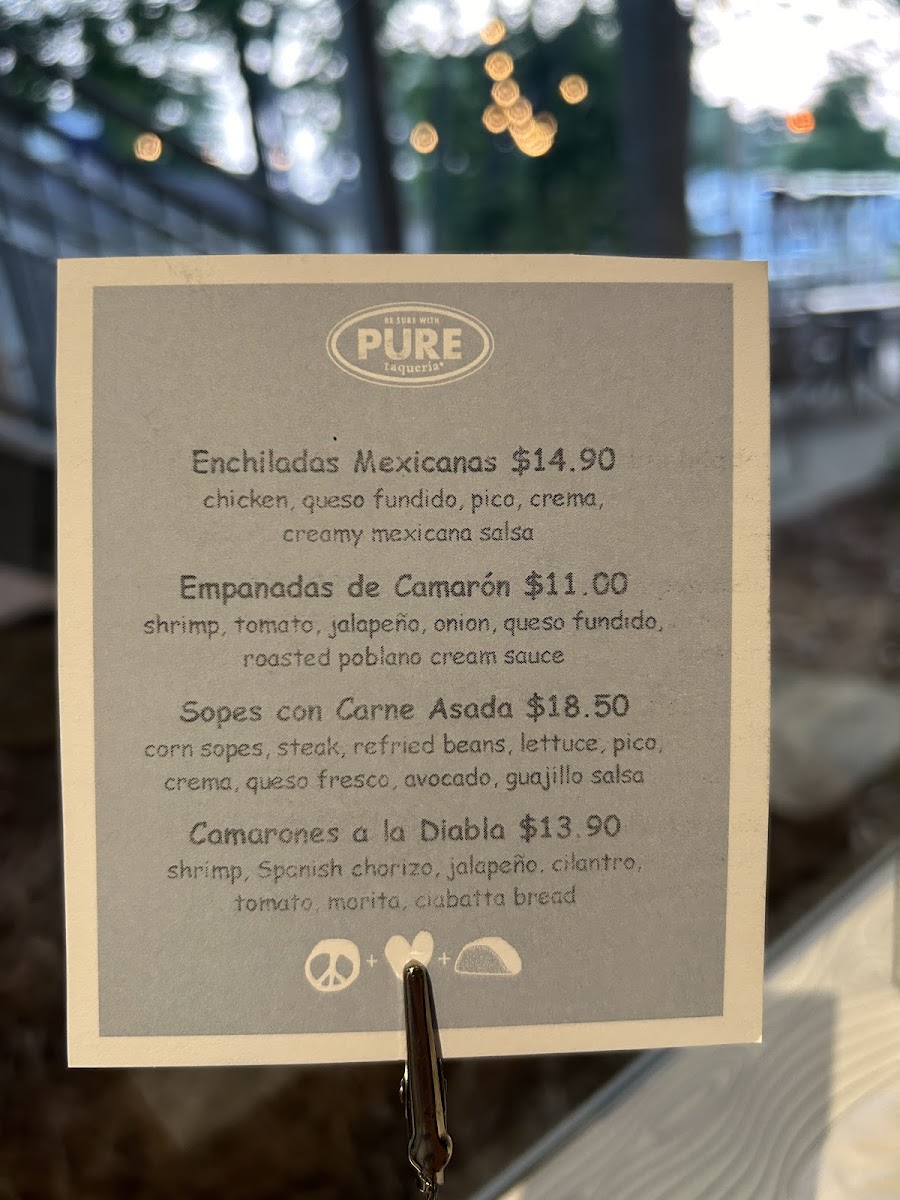 BE SURE WITH
PURE
taqueria®
Enchiladas Mexicanas $14.90
chicken, queso fundido, pico, crema,
creamy mexicana salsa
Empanadas de Camarón $11.00
shrimp, tomato, jalapeño, onion, queso fundido,
roasted poblano cream sauce
Sopes con Carne Asada $18.50
corn sopes, steak, refried beans, lettuce, pico,
crema, queso fresco, avocado, guajillo salsa
Camarones a la Diabla $13.90
shrimp, Spanish chorizo, jalapeño, cilantro,
tomato, morita, ciabatta bread
+ +